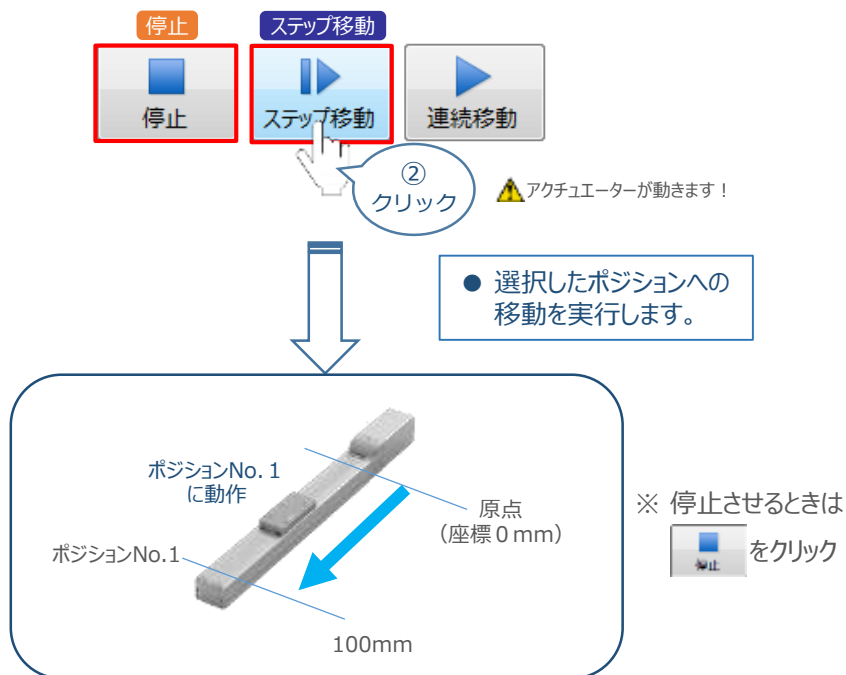 停止
ステップ移動
停止
ステップ移動
連続移動
②
クリック
アクチュエーターが動きます！
● 選択したポジションへの
移動を実行します。
ポジションNo. 1
に動作
原点
（座標０mm）
ポジションNo.1
100mm
※ 停止させるときは
停止
をクリック